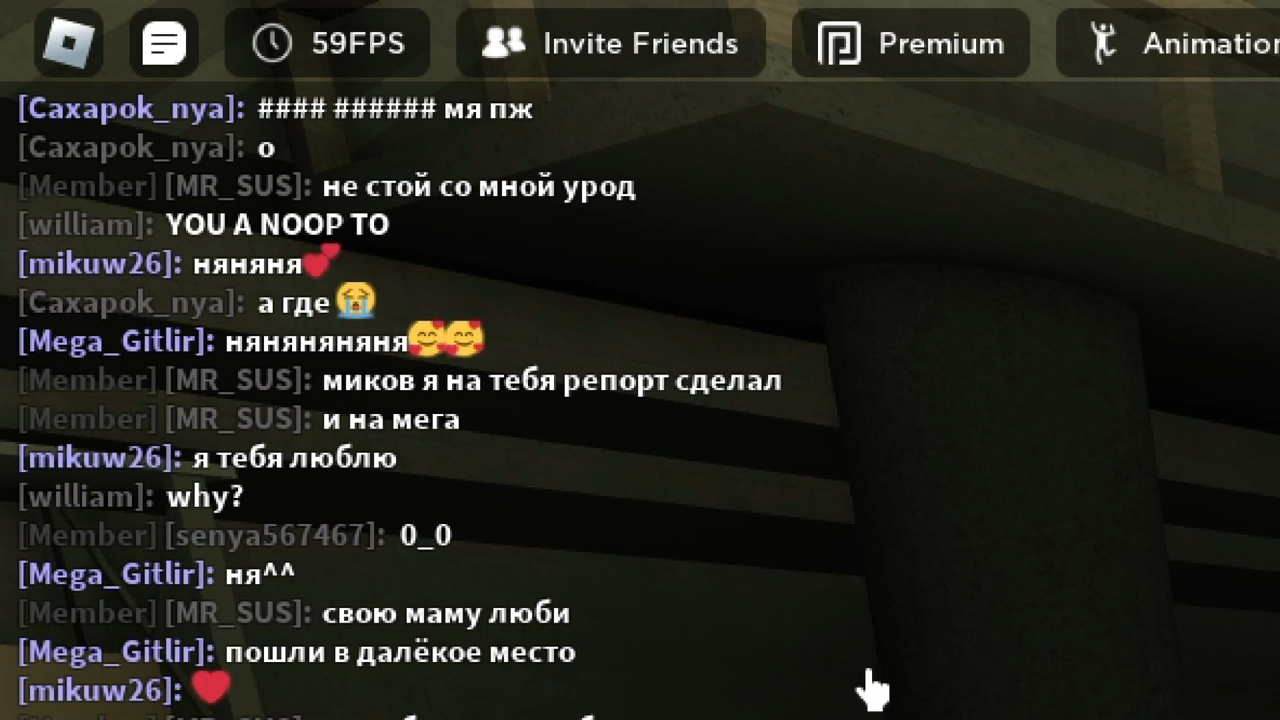 59FPS Invite Friends Premium Animation
[Caxapok_nya]: #### ###### мя пж
[Caxapok_nya]: о
[Member] [MR_SUS]: не стой со мной урод
[william]: YOU A NOOP TO
[mikuw26]: няняня💕
[Caxapok_nya]: а где 😭
[Mega_Gitlir]: няняняняня🥰🥰
[Member] [MR_SUS]: миков я на тебя репорт сделал
[Member] [MR_SUS]: и на мега
[mikuw26]: я тебя люблю
[william]: why?
[Member] [senya567467]: 0_0
[Mega_Gitlir]: ня^^
[Member] [MR_SUS]: свою маму люби
[Mega_Gitlir]: пошли в далёкое место
[mikuw26]: ❤️